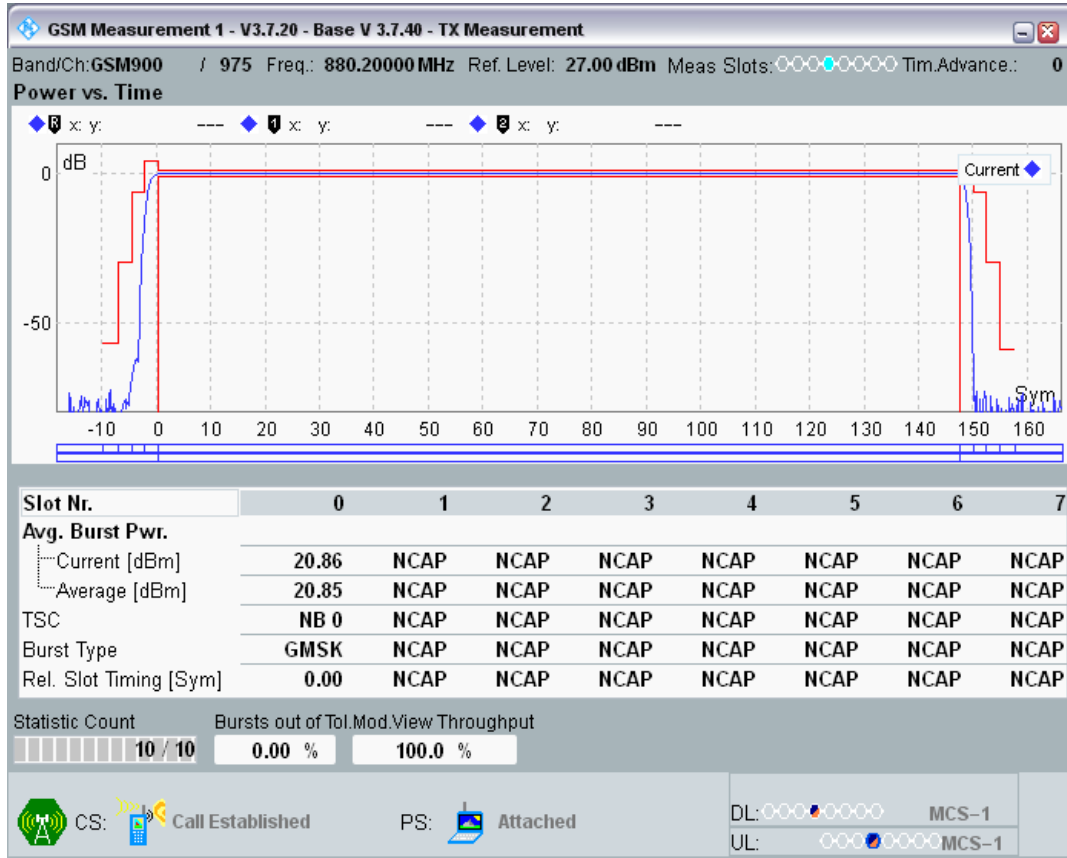 GSM Measurement 1 - V3.7.20 - Base V 3.7.40 - TX Measurement
Band/Ch:GSM900 / 975 Freq.: 880.20000 MHz Ref. Level: 27.00 dBm Meas Slots: Tim.Advance.: 0
Power vs. Time
R x: y: --- 1 x: y: --- 2 x: y: ---
dB
Current
0
-50
Sym
-10 0 10 20 30 40 50 60 70 80 90 100 110 120 130 140 150 160
Slot Nr. 0 1 2 3 4 5 6 7
Avg. Burst Pwr.
Current [dBm] 20.86 NCAP NCAP NCAP NCAP NCAP NCAP NCAP
Average [dBm] 20.85 NCAP NCAP NCAP NCAP NCAP NCAP NCAP
TSC NB 0 NCAP NCAP NCAP NCAP NCAP NCAP NCAP
Burst Type GMSK NCAP NCAP NCAP NCAP NCAP NCAP NCAP
Rel. Slot Timing [Sym] 0.00 NCAP NCAP NCAP NCAP NCAP NCAP NCAP
Statistic Count Bursts out of Tol.Mod.View Throughput
10 / 10 0.00 % 100.0 %
CS: Call Established PS: Attached
DL: MCS-1
UL: MCS-1